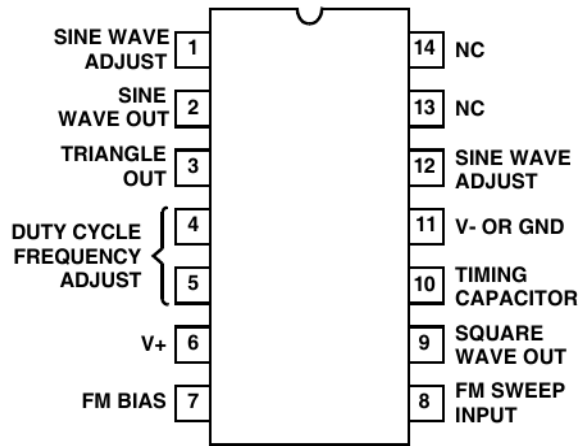 SINE WAVE
ADJUST
1
SINE
WAVE OUT
2
TRIANGLE
OUT
3
DUTY CYCLE
FREQUENCY
ADJUST
4
5
V+
6
FM BIAS
7
14
NC
13
NC
12
SINE WAVE
ADJUST
11
V- OR GND
10
TIMING
CAPACITOR
9
SQUARE
WAVE OUT
8
FM SWEEP
INPUT